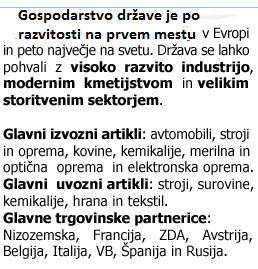 Gospodarstvo države je po
razvitosti na prvem mestu v Evropi
in peto največje na svetu. Država se lahko
pohvali z visoko razvito industrijo,
modernim kmetijstvom in velikim
storitvenim sektorjem.
Glavni izvozni artikli: avtomobili, stroji
in oprema, kovine, kemikalije, merilna in
optična oprema in elektronska oprema.
Glavni uvozni artikli: stroji, surovine,
kemikalije, hrana in tekstil.
Glavne trgovinske partnerice:
Nizozemska, Francija, ZDA, Avstrija,
Belgija, Italija, VB, Španija in Rusija.